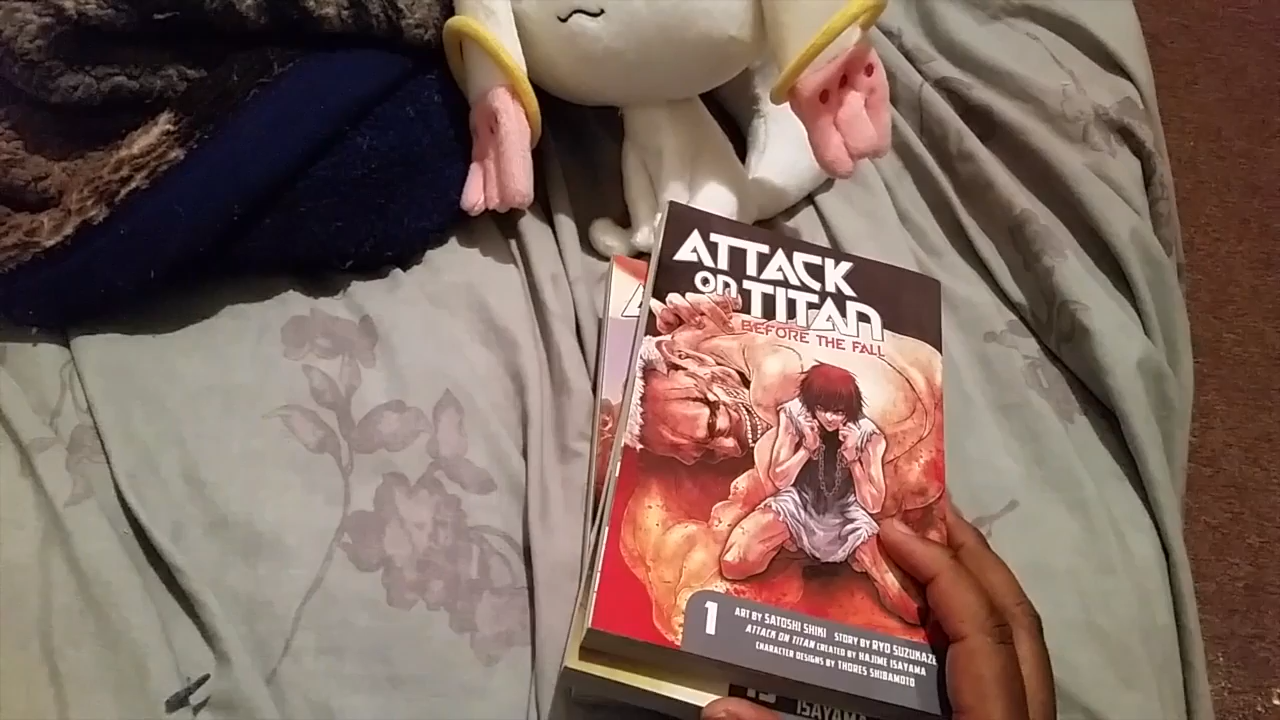 ATTACK
ON TITAN
BEFORE THE FALL
1
ART BY SATOSHI SHIKI STORY BY RYO SUZUKAZE
ATTACK ON TITAN CREATED BY HAJIME ISAYAMA
CHARACTER DESIGNS BY THORES SHIBAMOTO
ISAYAMA